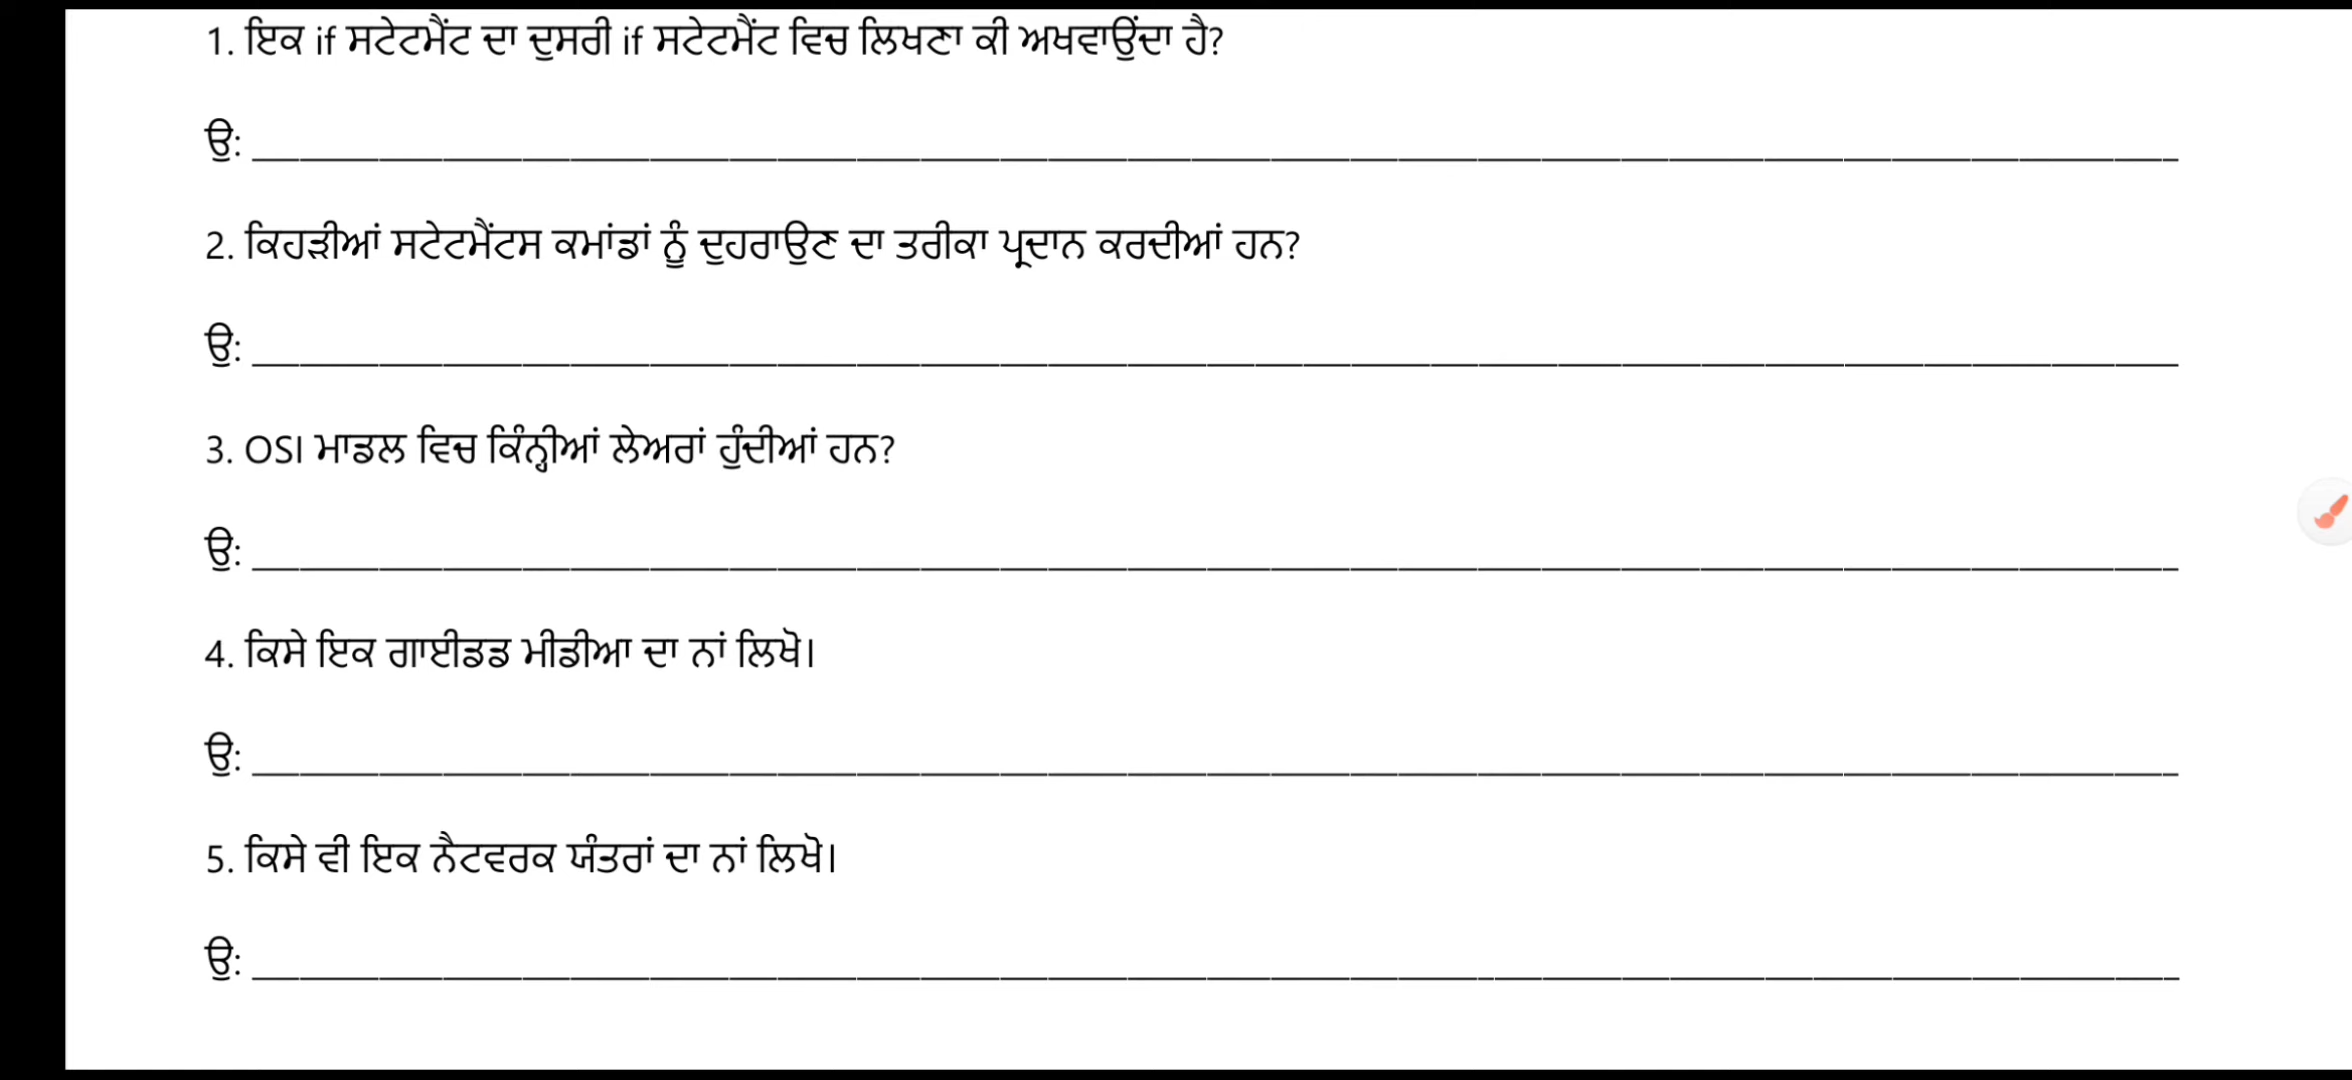 1. ਇਕ if ਸਟੇਟਮੈਂਟ ਦਾ ਦੁਸਰੀ if ਸਟੇਟਮੈਂਟ ਵਿਚ ਲਿਖਣਾ ਕੀ ਅਖਵਾਉਂਦਾ ਹੈ?
ਉ: ____________________
2. ਕਿਹੜੀਆਂ ਸਟੇਟਮੈਂਟਸ ਕਮਾਂਡਾਂ ਨੂੰ ਦੁਹਰਾਉਣ ਦਾ ਤਰੀਕਾ ਪ੍ਰਦਾਨ ਕਰਦੀਆਂ ਹਨ?
ਉ: ____________________
3. OSI ਮਾਡਲ ਵਿਚ ਕਿੰਨ੍ਹੀਆਂ ਲੇਅਰਾਂ ਹੁੰਦੀਆਂ ਹਨ?
ਉ: ____________________
4. ਕਿਸੇ ਇਕ ਗਾਈਡਡ ਮੀਡੀਆ ਦਾ ਨਾਂ ਲਿਖੋ।
ਉ: ____________________
5. ਕਿਸੇ ਵੀ ਇਕ ਨੈਟਵਰਕ ਯੰਤਰਾਂ ਦਾ ਨਾਂ ਲਿਖੋ।
ਉ: ____________________